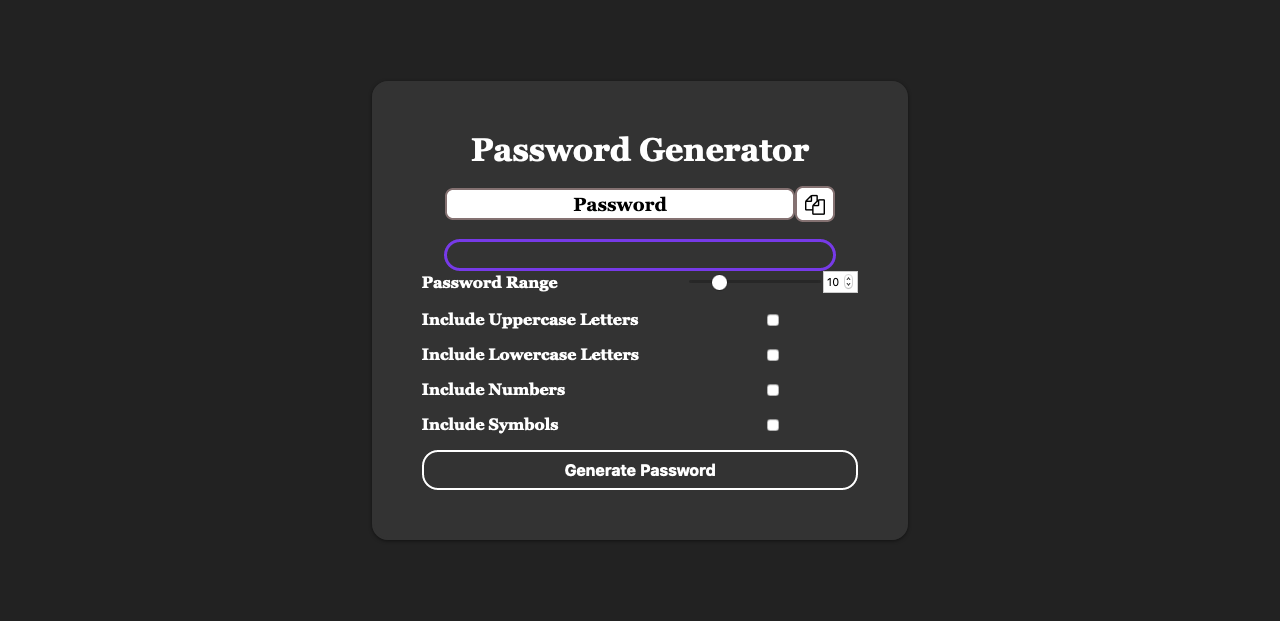 Password Generator
Password
Password Range 10
Include Uppercase Letters
Include Lowercase Letters
Include Numbers
Include Symbols
Generate Password